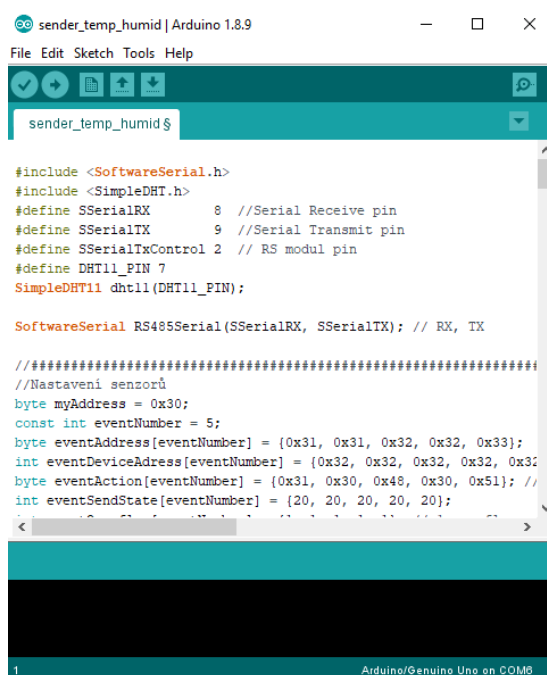 sender_temp_humid | Arduino 1.8.9
File Edit Sketch Tools Help
sender_temp_humid §
#include <SoftwareSerial.h>
#include <SimpleDHT.h>
#define SSerialRX 8 //Serial Receive pin
#define SSerialTX 9 //Serial Transmit pin
#define SSerialTxControl 2 // RS modul pin
#define DHT11_PIN 7
SimpleDHT11 dht11(DHT11_PIN);
SoftwareSerial RS485Serial(SSerialRX, SSerialTX); // RX, TX
//################################################################
//Nastavení senzorů
byte myAddress = 0x30;
const int eventNumber = 5;
byte eventAddress[eventNumber] = {0x31, 0x31, 0x32, 0x32, 0x33};
int eventDeviceAdress[eventNumber] = {0x32, 0x32, 0x32, 0x32, 0x32
byte eventAction[eventNumber] = {0x31, 0x30, 0x48, 0x30, 0x51}; //
int eventSendState[eventNumber] = {20, 20, 20, 20, 20};
1
Arduino/Genuino Uno on COM6